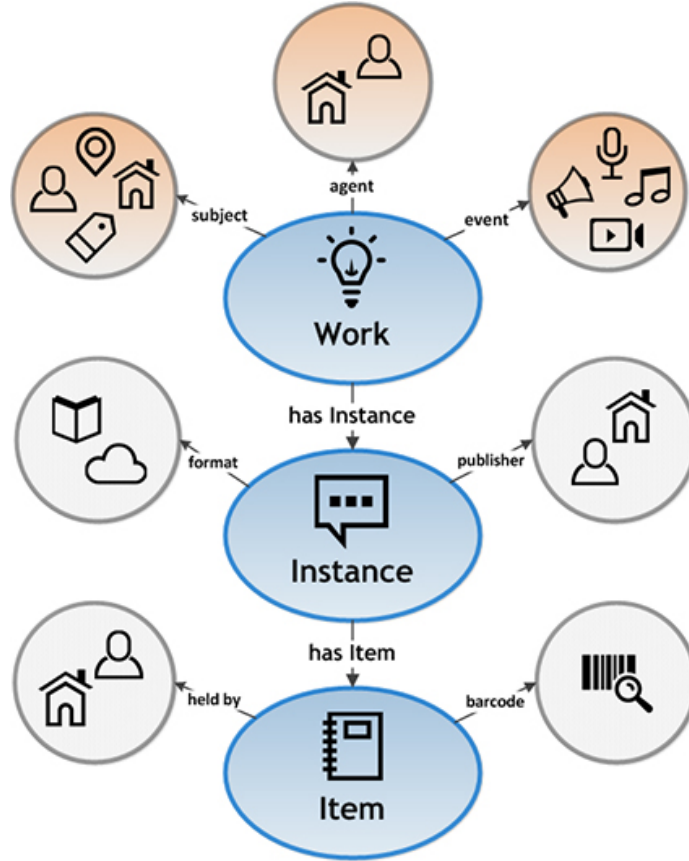 agent
subject
event
Work
has Instance
format
publisher
Instance
has Item
held by
barcode
Item